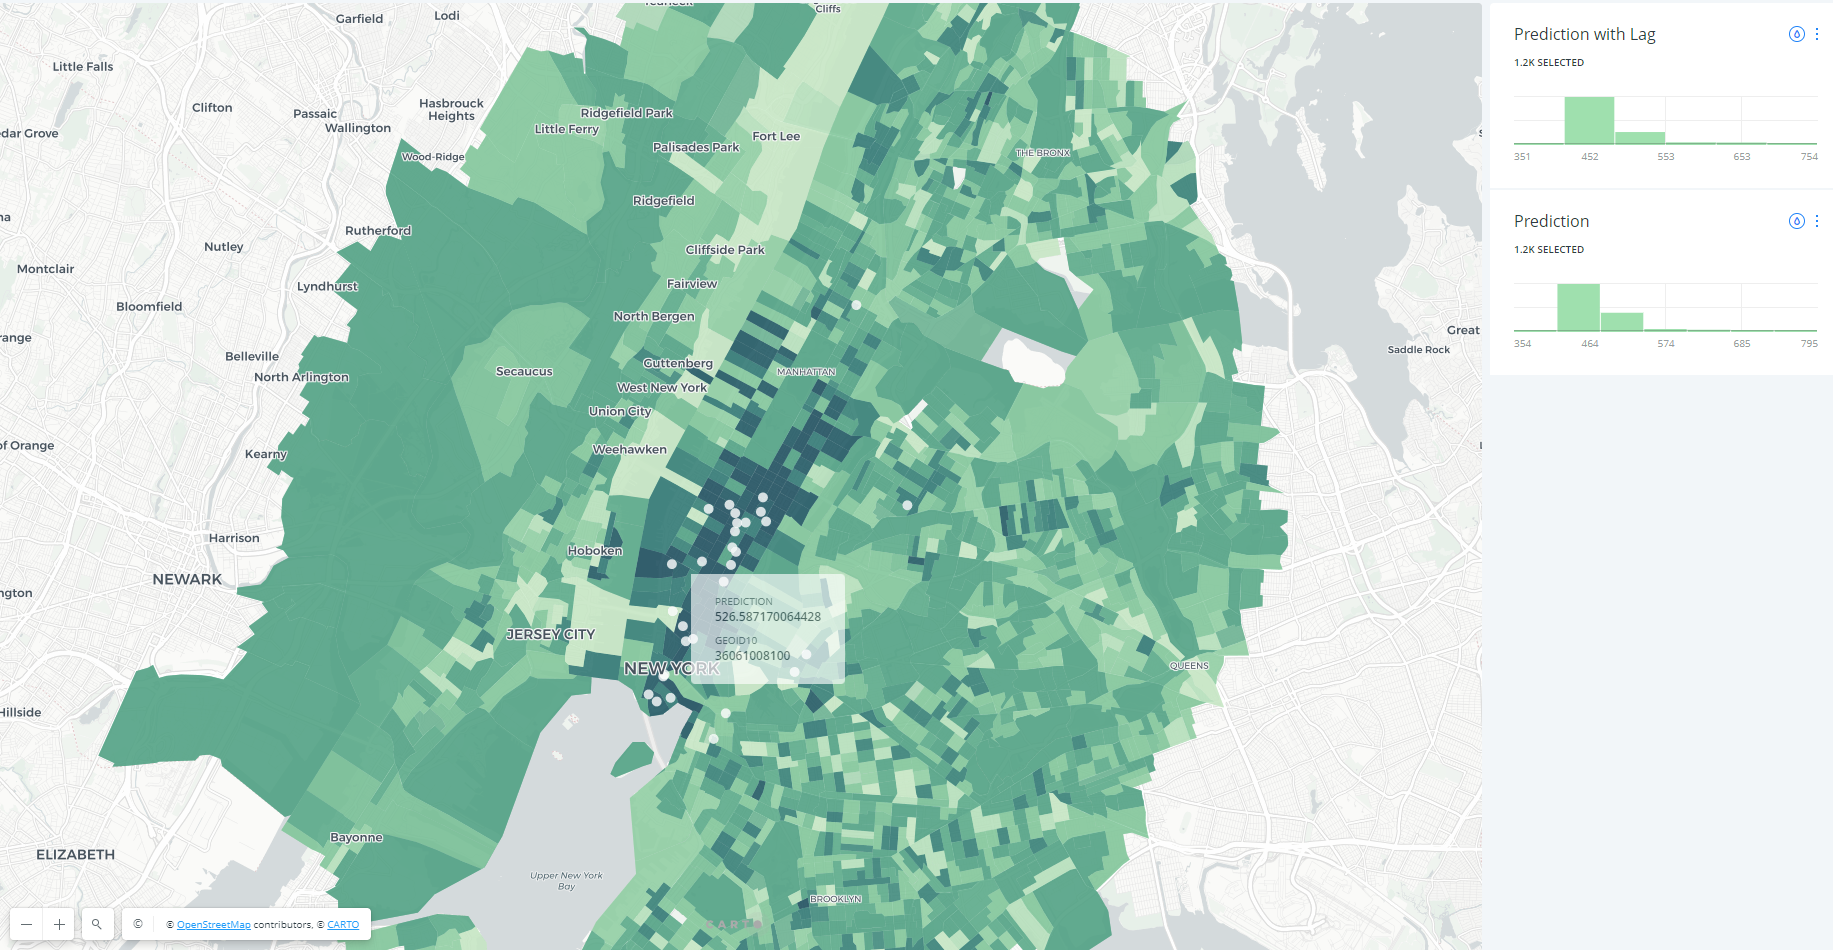 Garfield
Lodi
Cliffs
Little Falls
Clifton
Passaic
Hasbrouck
Heights
Wallington
Ridgefield Park
Little Ferry
Fort Lee
dar Grove
Palisades Park
Wood-Ridge
THE BRONX
Ridgefield
Rutherford
Nutley
Cliffside Park
Montclair
Lyndhurst
Fairview
Bloomfield
North Bergen
Great
range
Saddle Rock
Belleville
Guttenberg
Secaucus
MANHATTAN
North Arlington
West New York
Union City
of Orange
Kearny
Weehawken
Harrison
Hoboken
NEWARK
ngton
JERSEY CITY
NEW YORK
QUEENS
Hillside
Bayonne
ELIZABETH
Upper New York
Bay
BROOKLYN
CARTO
PREDICTION
526.587170064428
GEOID10
36061008100
© © OpenStreetMap contributors, © CARTO
Prediction with Lag
1.2K SELECTED
351 452 553 653 754
Prediction
1.2K SELECTED
354 464 574 685 795